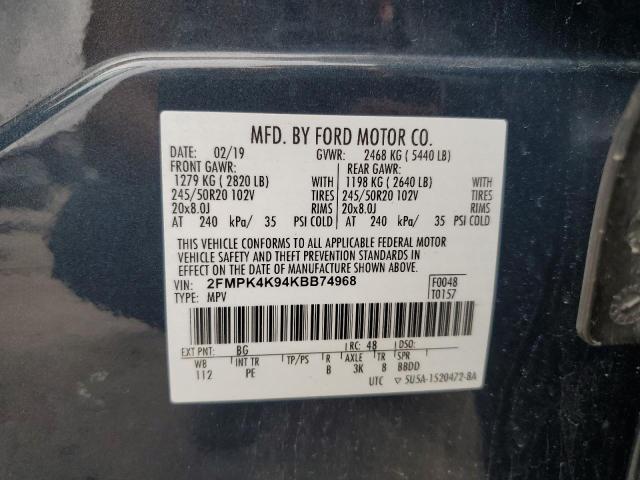 MFD. BY FORD MOTOR CO.
DATE: 02/19 GVWR: 2468 KG ( 5440 LB)
FRONT GAWR: REAR GAWR:
1279 KG ( 2820 LB) WITH 1198 KG ( 2640 LB) WITH
245/50R20 102V TIRES 245/50R20 102V TIRES
20x8.0J RIMS 20x8.0J RIMS
AT 240 kPa/ 35 PSI COLD AT 240 kPa/ 35 PSI COLD
THIS VEHICLE CONFORMS TO ALL APPLICABLE FEDERAL MOTOR
VEHICLE SAFETY AND THEFT PREVENTION STANDARDS IN
EFFECT ON THE DATE OF MANUFACTURE SHOWN ABOVE.
VIN: 2FMPK4K94KBB74968 F0048
TYPE: MPV T0157
EXT PNT: BG RC: 48 DSO:
WB INT TR TP/PS R AXLE TR SPR
112 PE B 3K 8 BBDD
UTC ▽ 5U5A-1520472-BA